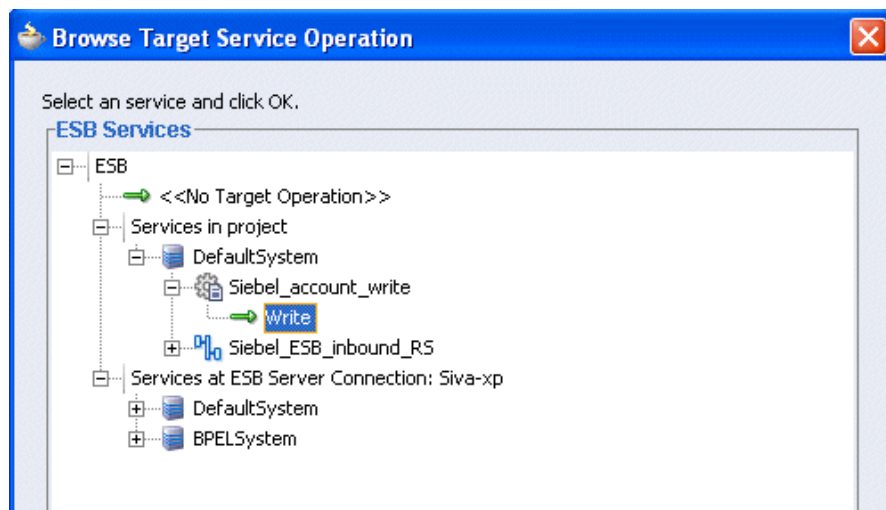 Browse Target Service Operation
Select an service and click OK.
ESB Services
ESB
<<No Target Operation>>
Services in project
DefaultSystem
Siebel_account_write
Write
Siebel_ESB_inbound_RS
Services at ESB Server Connection: Siva-xp
DefaultSystem
BPELSystem